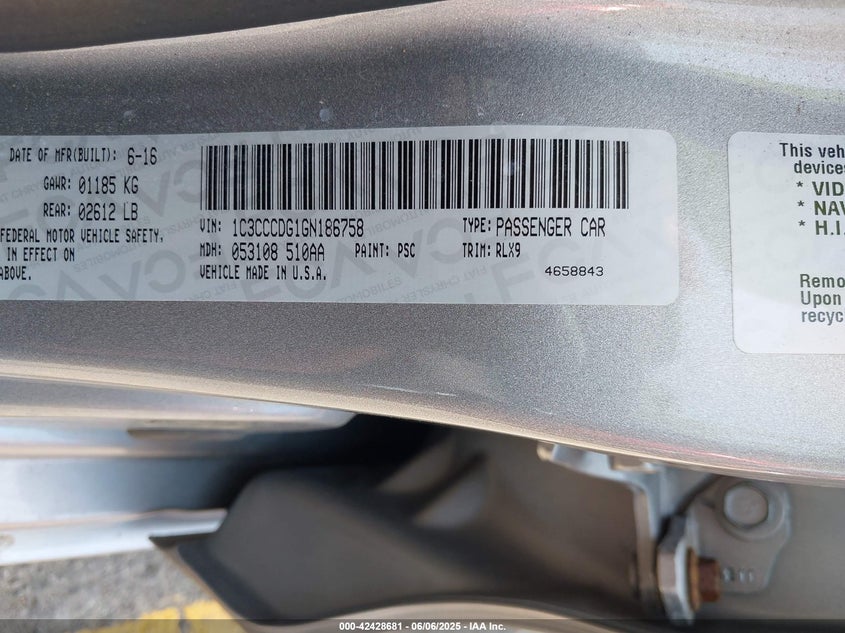 DATE OF MFR(BUILT): 6-16
GAWR: 01185 KG
REAR: 02612 LB
FEDERAL MOTOR VEHICLE SAFETY,
IN EFFECT ON
ABOVE.
VIN: 1C3CCCDG1GN186758 TYPE: PASSENGER CAR
MDH: 053108 510AA PAINT: PSC TRIM: RLX9
VEHICLE MADE IN U.S.A. 4658843
This veh
devices
* VID
* NAV
* H.I.
Remo
Upon
recyc
000-42428681 - 06/06/2025 - IAA Inc.